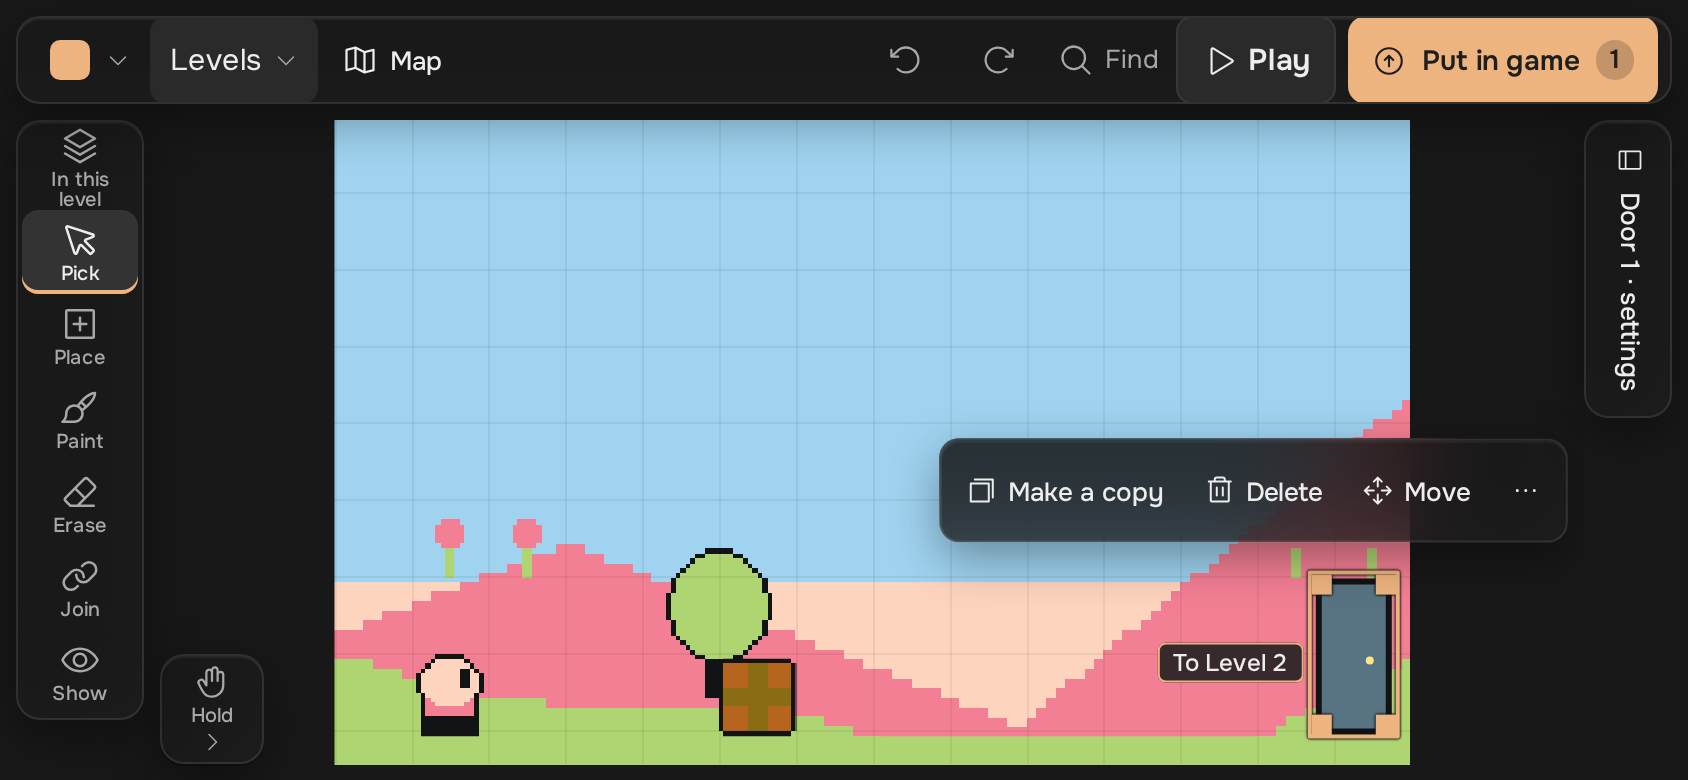 Levels
Map
Find
Play
Put in game
1
In this
level
Pick
Place
Paint
Erase
Join
Show
Hold
Make a copy
Delete
Move
To Level 2
Door 1 · settings